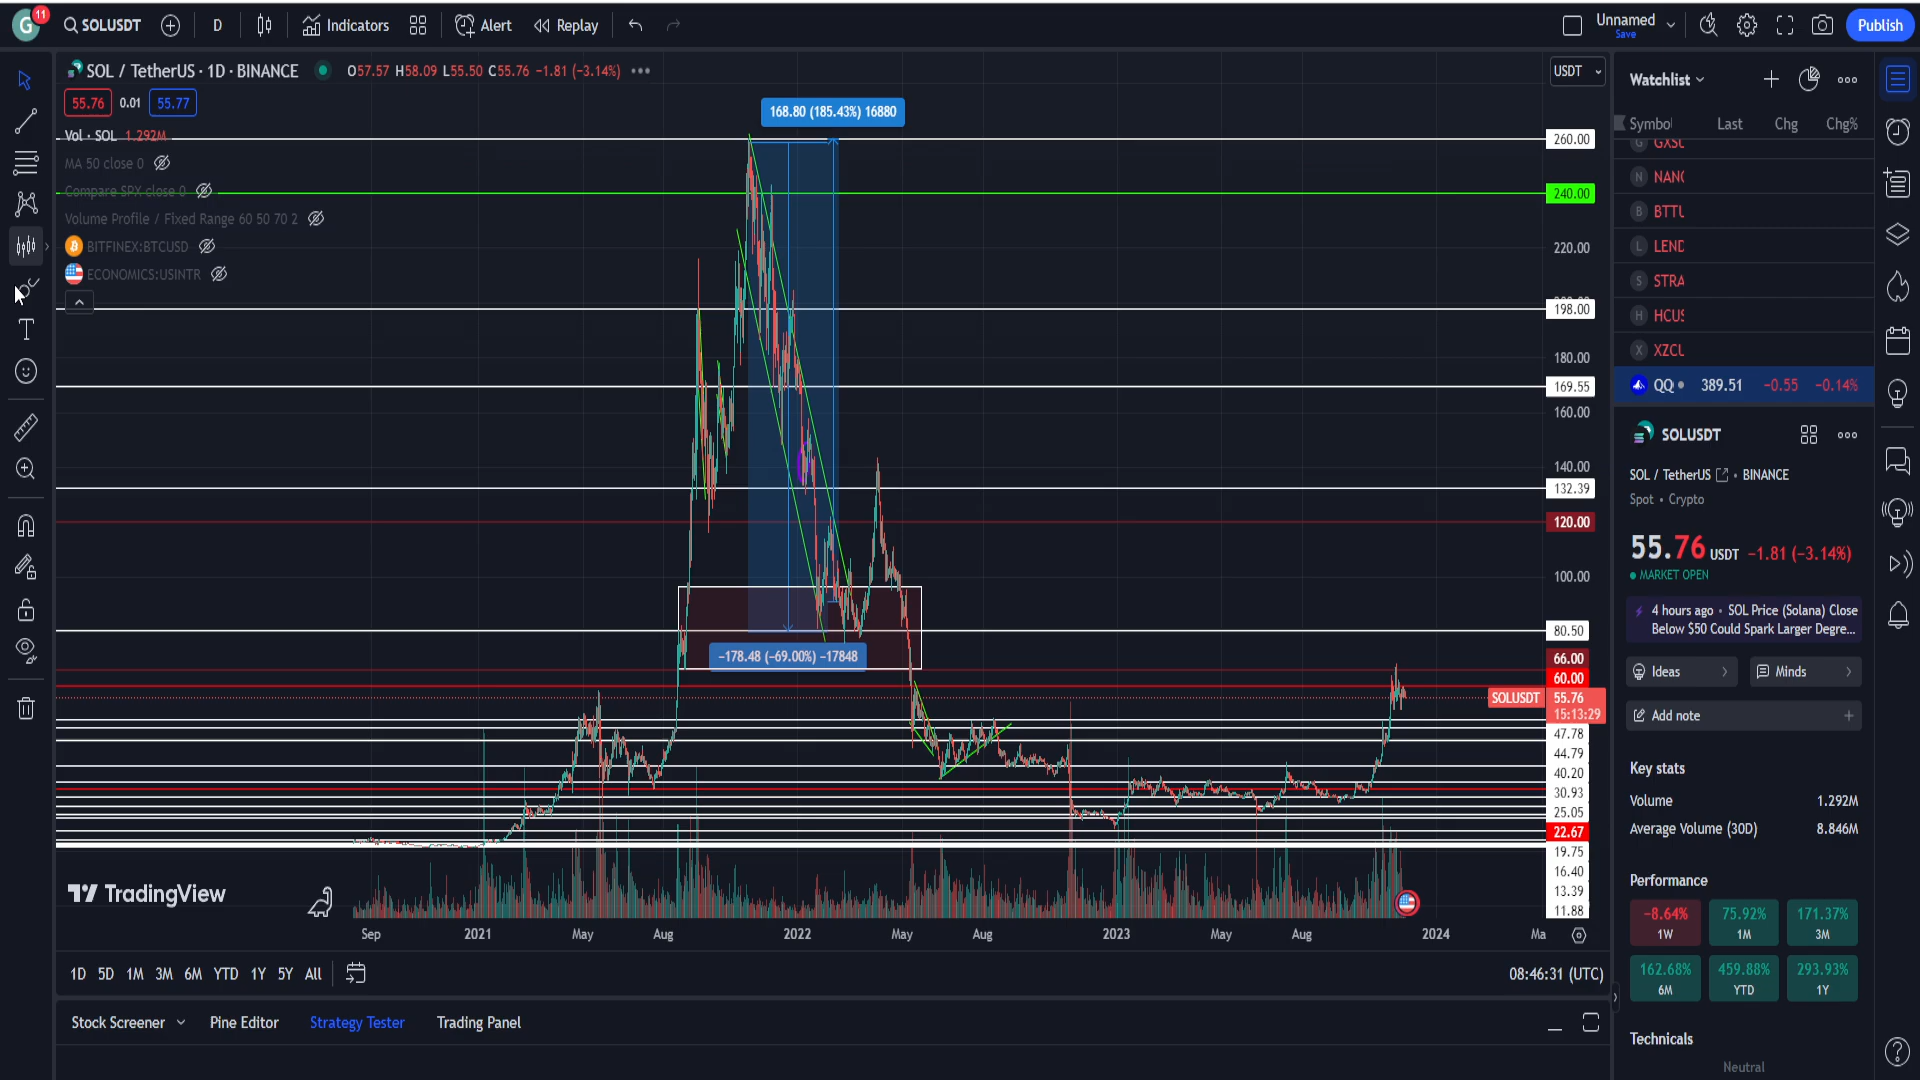 G
11
SOLUSDT
D
Indicators
Alert
Replay
Unnamed
Save
Publish
SOL / TetherUS · 1D · BINANCE
O57.57 H58.09 L55.50 C55.76 −1.81 (−3.14%)
55.76 0.01 55.77
Vol · SOL 1.292M
MA 50 close 0
Compare SPX close 0
Volume Profile / Fixed Range 60 50 70 2
BITFINEX:BTCUSD
ECONOMICS:USINTR
168.80 (185.43%) 16880
−178.48 (−69.00%) −17848
USDT
260.00
240.00
220.00
198.00
180.00
169.55
160.00
140.00
132.39
120.00
100.00
80.50
66.00
60.00
SOLUSDT 55.76
15:13:29
47.78
44.79
40.20
30.93
25.05
22.67
19.75
16.40
13.39
11.88
TradingView
Sep 2021 May Aug 2022 May Aug 2023 May Aug 2024 Ma
1D 5D 1M 3M 6M YTD 1Y 5Y All
08:46:31 (UTC)
Stock Screener Pine Editor Strategy Tester Trading Panel
Watchlist
Symbol Last Chg Chg%
G GXSU
N NANO
B BTTU
L LEND
S STRA
H HCUS
X XZCU
QQ 389.51 −0.55 −0.14%
SOLUSDT
SOL / TetherUS • BINANCE
Spot • Crypto
55.76 USDT −1.81 (−3.14%)
MARKET OPEN
4 hours ago • SOL Price (Solana) Close
Below $50 Could Spark Larger Degre...
Ideas Minds
Add note
Key stats
Volume 1.292M
Average Volume (30D) 8.846M
Performance
−8.64% 75.92% 171.37%
1W 1M 3M
162.68% 459.88% 293.93%
6M YTD 1Y
Technicals
Neutral